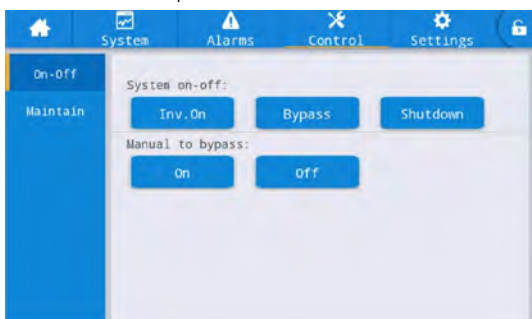 System Alarms Control Settings
On-Off
Maintain
System on-off:
Inv.On Bypass Shutdown
Manual to bypass:
On Off